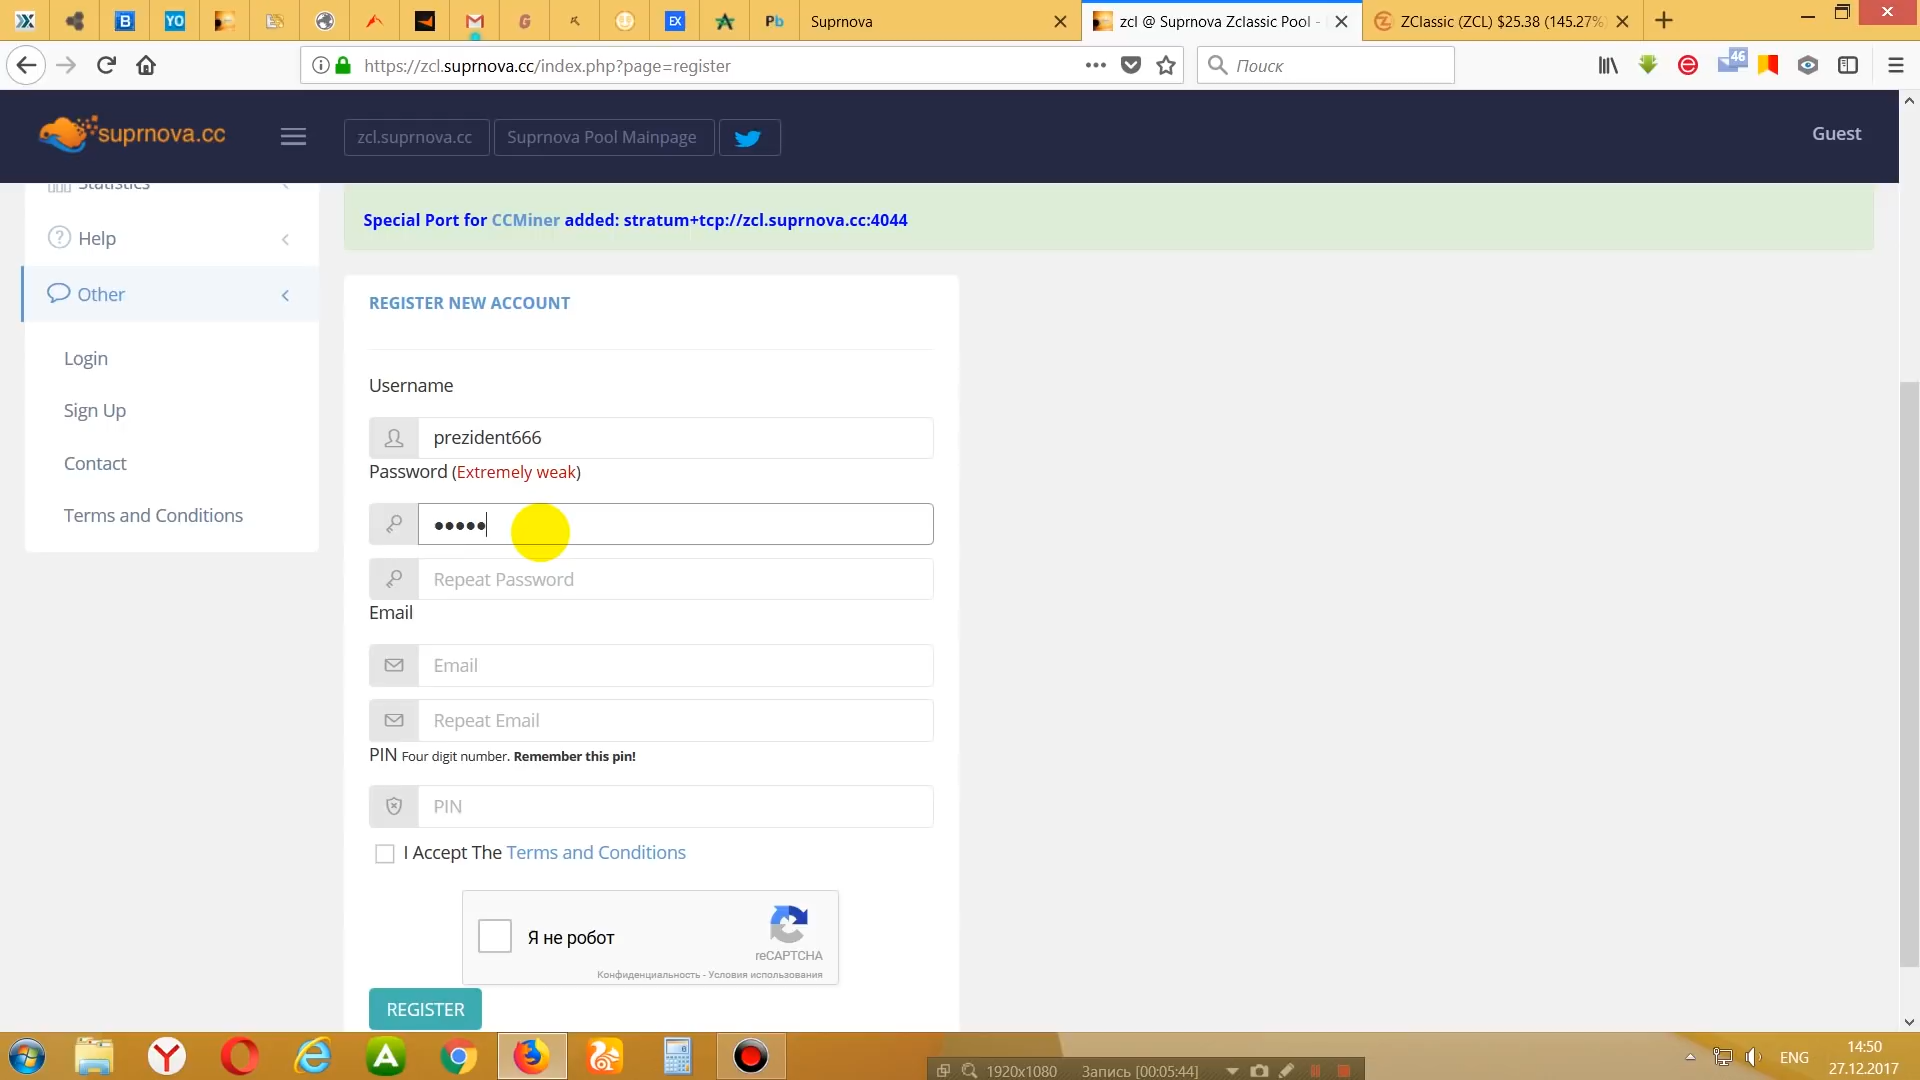 Suprnova
zcl @ Suprnova Zclassic Pool -
ZClassic (ZCL) $25.38 (145.27%)
https://zcl.suprnova.cc/index.php?page=register
Поиск
46
suprnova.cc
zcl.suprnova.cc
Suprnova Pool Mainpage
Guest
Statistics
Help
Other
Login
Sign Up
Contact
Terms and Conditions
Special Port for CCMiner added: stratum+tcp://zcl.suprnova.cc:4044
REGISTER NEW ACCOUNT
Username
prezident666
Password (Extremely weak)
•••••
Repeat Password
Email
Email
Repeat Email
PIN Four digit number. Remember this pin!
PIN
I Accept The Terms and Conditions
Я не робот
reCAPTCHA
Конфиденциальность - Условия использования
REGISTER
1920x1080
Запись [00:05:44]
ENG
14:50
27.12.2017